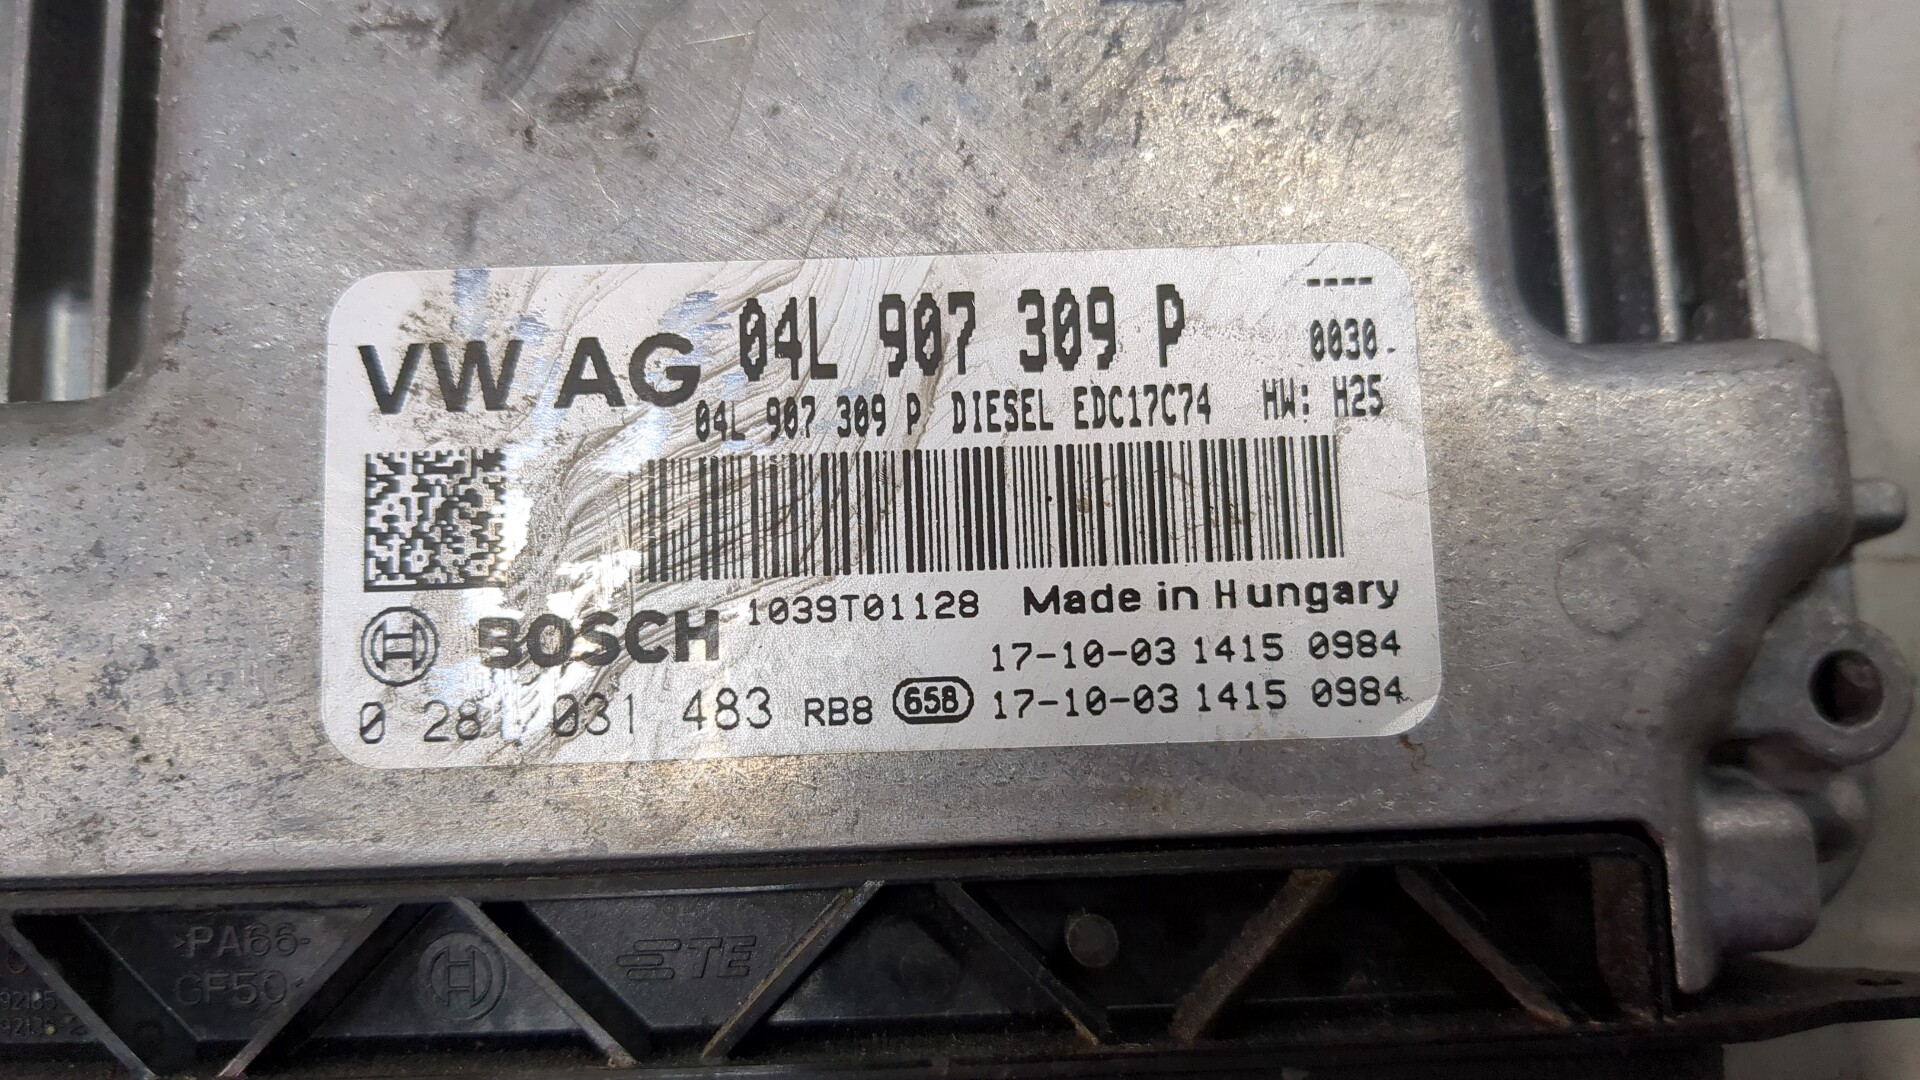 ----
VW AG 04L 907 309 P 0030
04L 907 309 P DIESEL EDC17C74 HW: H25
BOSCH 1039T01128 Made in Hungary
17-10-03 1415 0984
0 281 031 483 RB8 658 17-10-03 1415 0984
>PA66-
GF50
TE